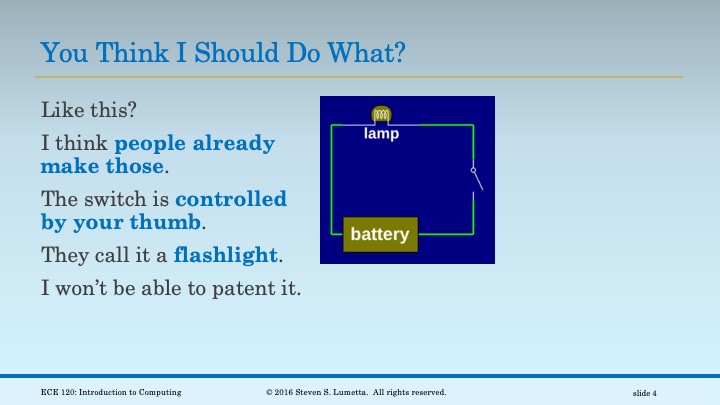 You Think I Should Do What?
Like this?
I think people already
make those.
The switch is controlled
by your thumb.
They call it a flashlight.
I won’t be able to patent it.
lamp
battery
ECE 120: Introduction to Computing
© 2016 Steven S. Lumetta.  All rights reserved.
slide 4